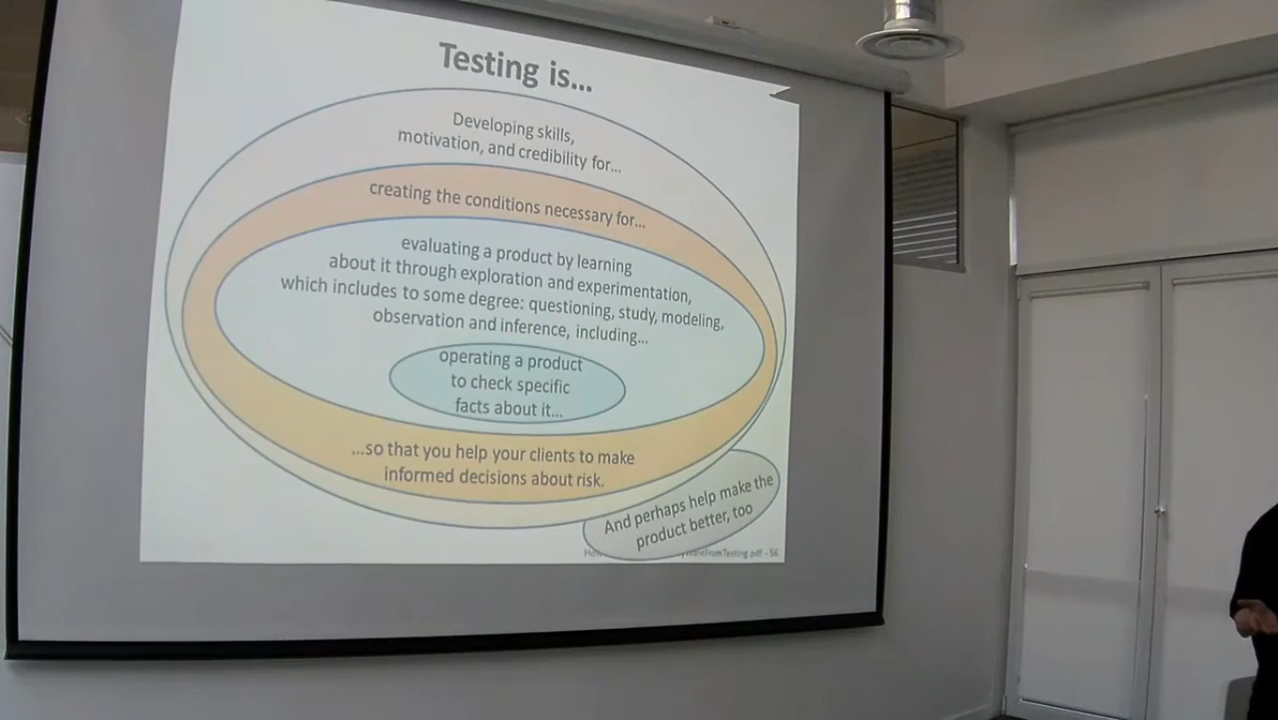 Testing is...
Developing skills,
motivation, and credibility for...
creating the conditions necessary for...
evaluating a product by learning
about it through exploration and experimentation,
which includes to some degree: questioning, study, modeling,
observation and inference, including...
operating a product
to check specific
facts about it...
...so that you help your clients to make
informed decisions about risk.
And perhaps help make the
product better, too
FromTesting.pdf - 56